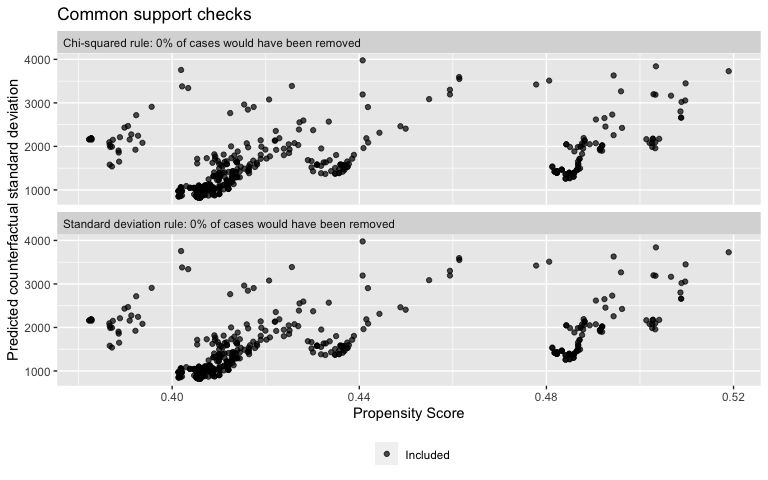 Common support checks
Chi-squared rule: 0% of cases would have been removed
4000
3000
2000
1000
Standard deviation rule: 0% of cases would have been removed
4000
3000
2000
1000
Predicted counterfactual standard deviation
0.40 0.44 0.48 0.52
Propensity Score
Included